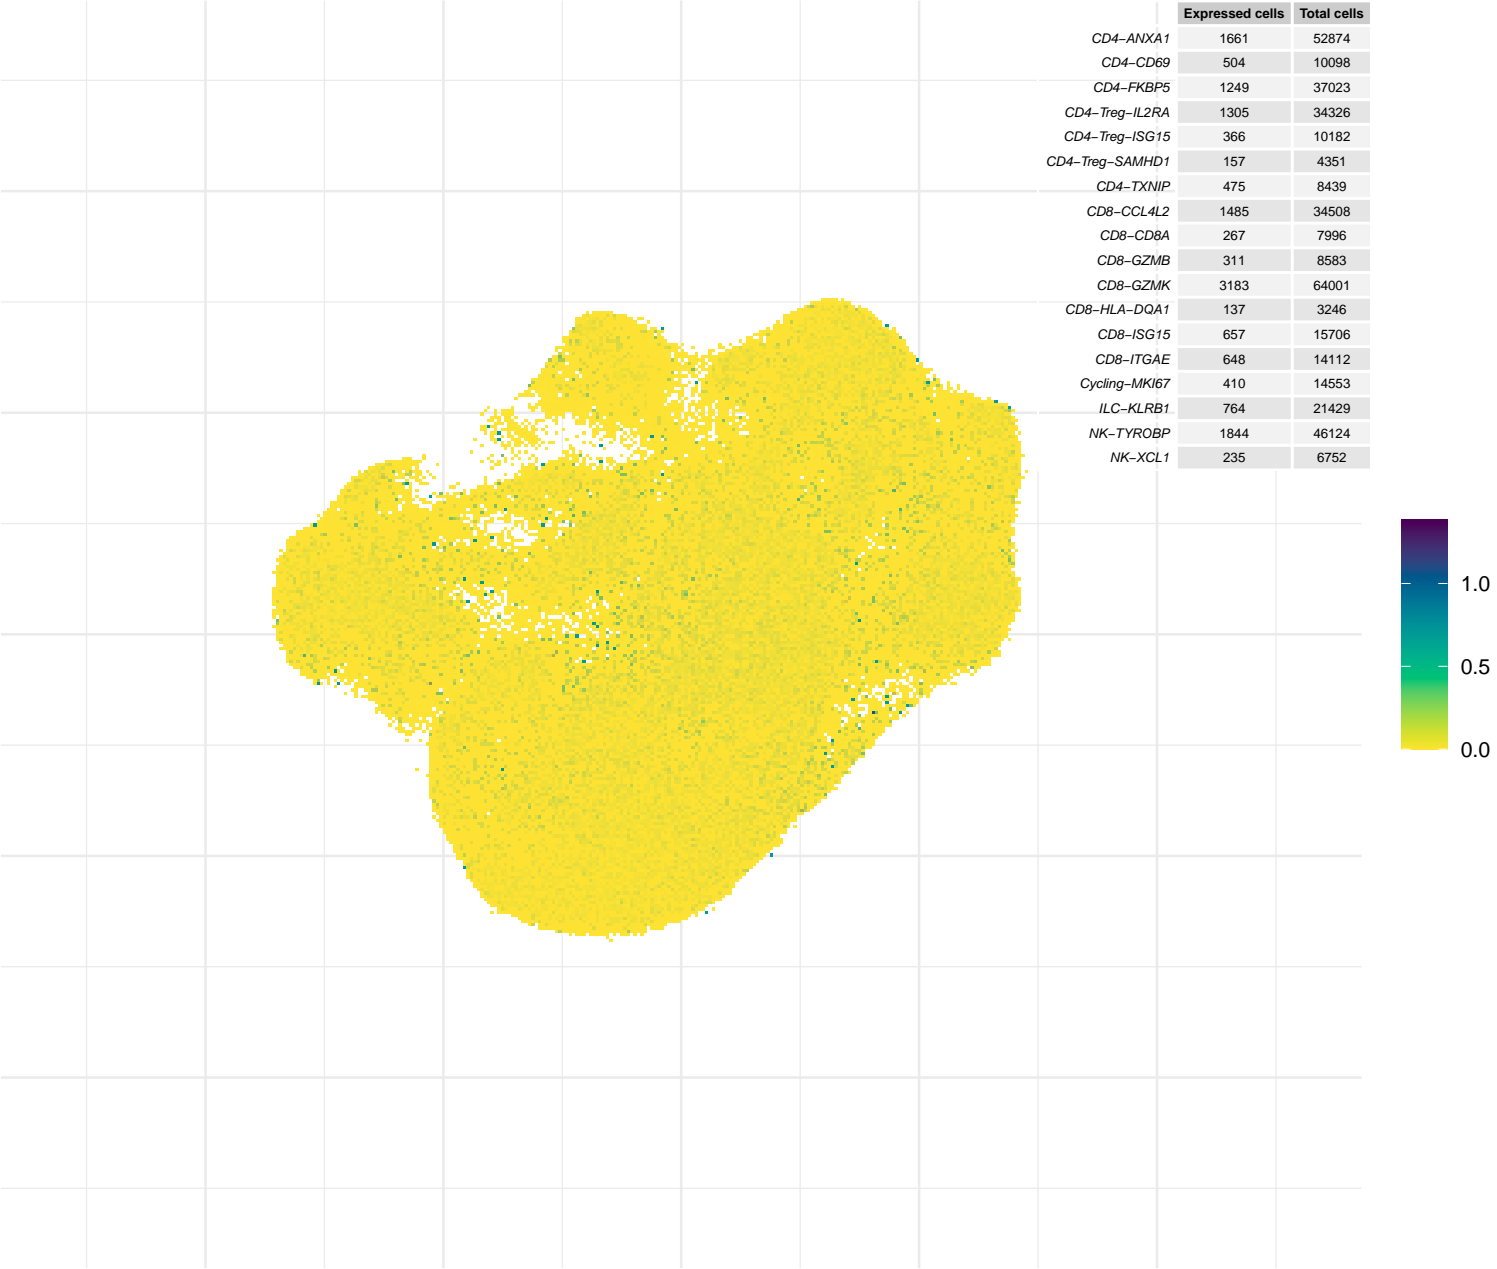 Expressed cells Total cells
CD4−ANXA1 1661 52874
CD4−CD69 504 10098
CD4−FKBP5 1249 37023
CD4−Treg−IL2RA 1305 34326
CD4−Treg−ISG15 366 10182
CD4−Treg−SAMHD1 157 4351
CD4−TXNIP 475 8439
CD8−CCL4L2 1485 34508
CD8−CD8A 267 7996
CD8−GZMB 311 8583
CD8−GZMK 3183 64001
CD8−HLA−DQA1 137 3246
CD8−ISG15 657 15706
CD8−ITGAE 648 14112
Cycling−MKI67 410 14553
ILC−KLRB1 764 21429
NK−TYROBP 1844 46124
NK−XCL1 235 6752
1.0
0.5
0.0